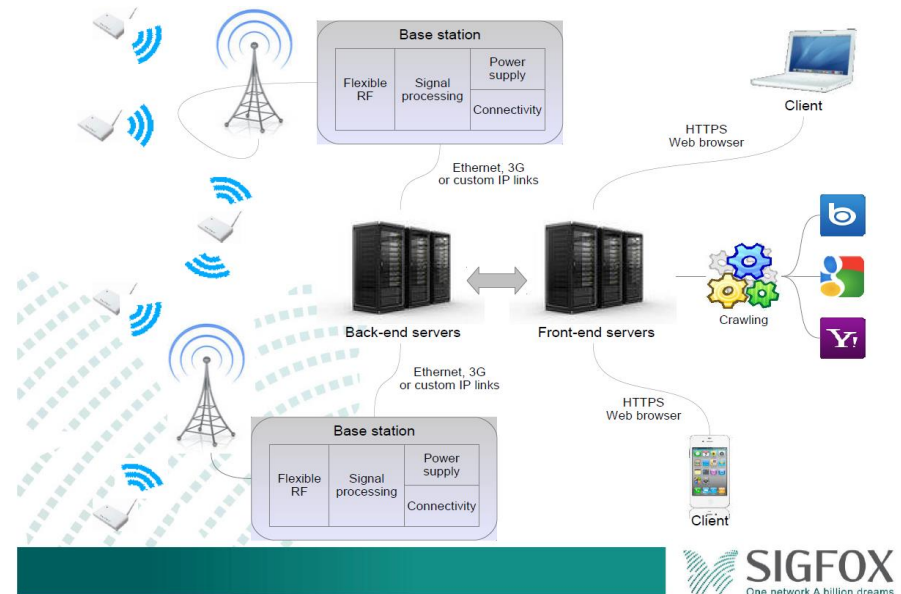 Base station
Flexible
RF
Signal
processing
Power
supply
Connectivity
Client
HTTPS
Web browser
Ethernet, 3G
or custom IP links
Back-end servers
Front-end servers
Crawling
b
Y!
Ethernet, 3G
or custom IP links
HTTPS
Web browser
Base station
Flexible
RF
Signal
processing
Power
supply
Connectivity
Client
SIGFOX
One network A billion dreams